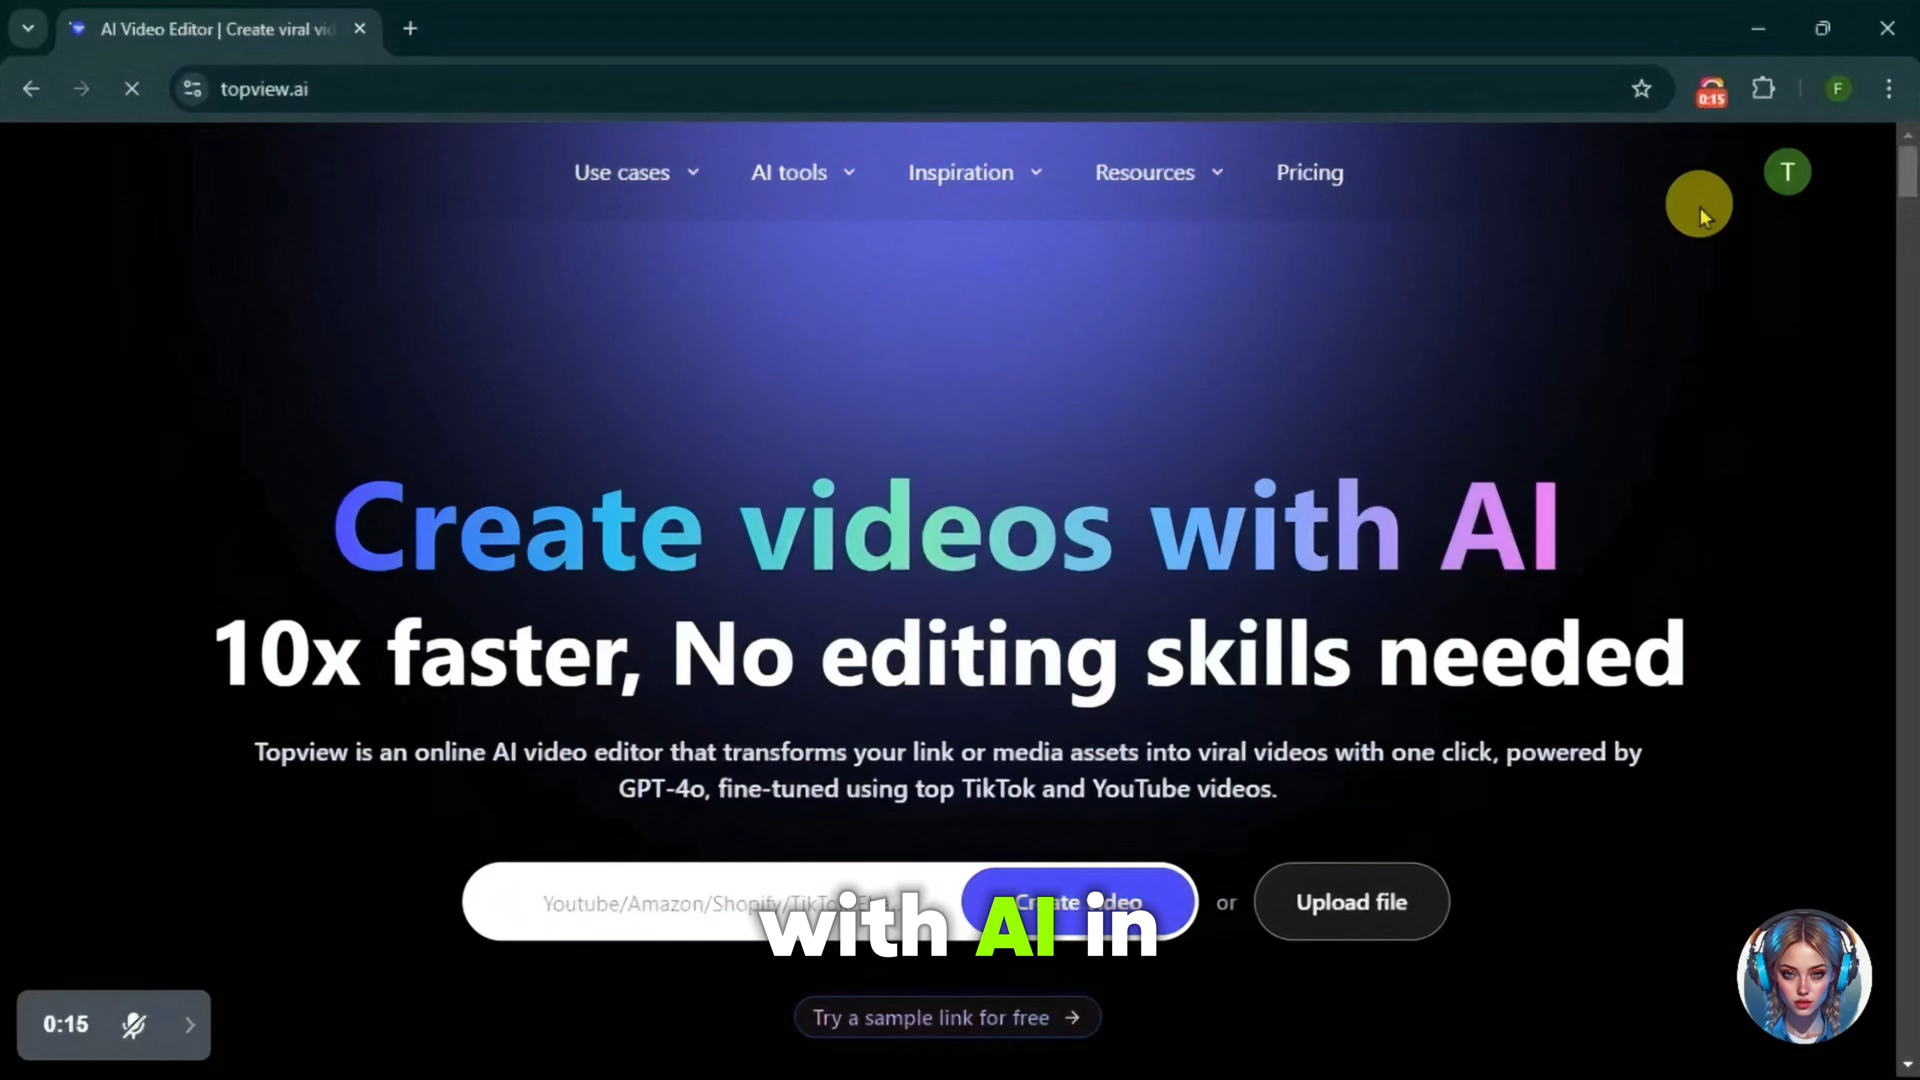 AI Video Editor | Create viral vi
topview.ai
0:15
F
Use cases
AI tools
Inspiration
Resources
Pricing
T
Create videos with AI
10x faster, No editing skills needed
Topview is an online AI video editor that transforms your link or media assets into viral videos with one click, powered by
GPT-4o, fine-tuned using top TikTok and YouTube videos.
Youtube/Amazon/Shopify/TikTok
Create video
or
Upload file
with AI in
Try a sample link for free
0:15